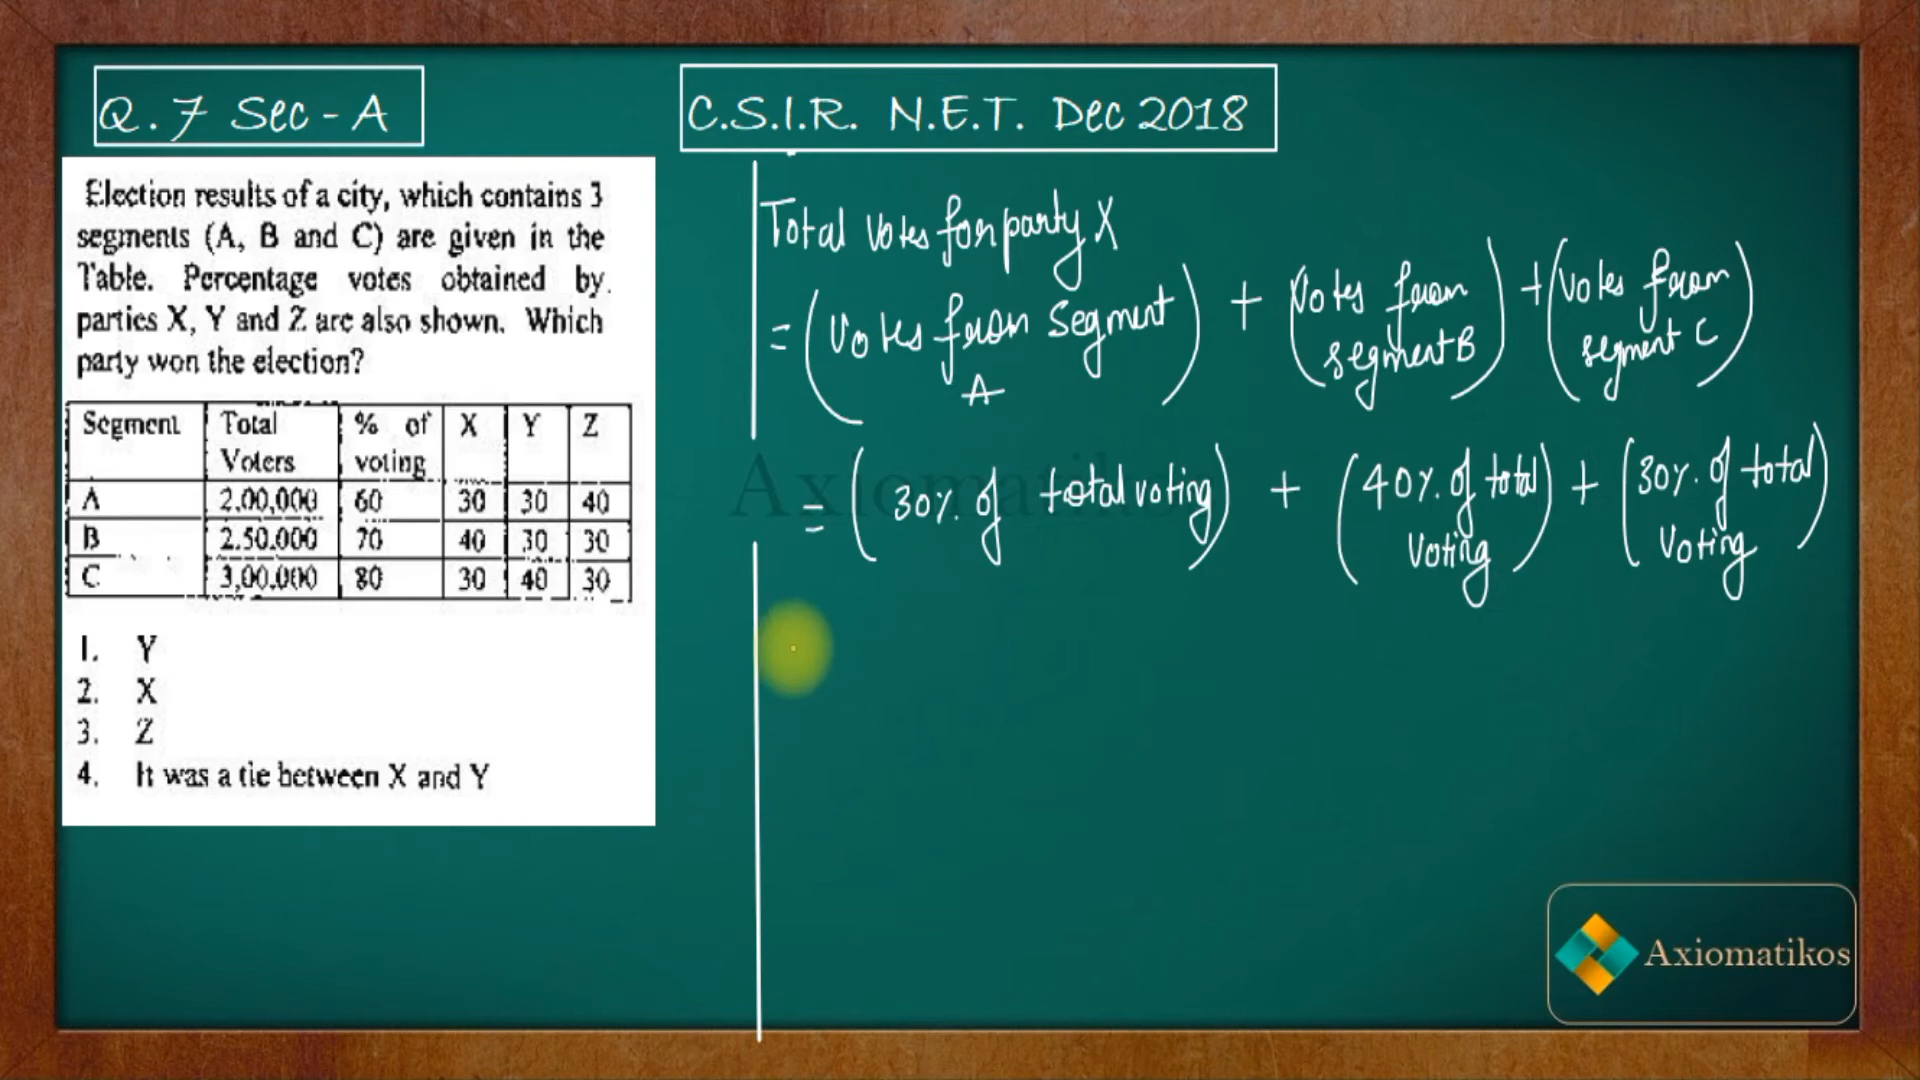 Q.7 Sec - A
C.S.I.R. N.E.T. Dec 2018
Election results of a city, which contains 3
segments (A, B and C) are given in the
Table. Percentage votes obtained by
parties X, Y and Z are also shown. Which
party won the election?
Segment Total Voters % of voting X Y Z
A 2,00,000 60 30 30 40
B 2.50.000 70 40 30 30
C 3,00,000 80 30 40 30
1. Y
2. X
3. Z
4. It was a tie between X and Y
Total votes for party X
= (Votes from segment A) + (Votes from segment B) + (Votes from segment C)
= (30% of total voting) + (40% of total voting) + (30% of total voting)
Axiomatikos
Axiomatikos